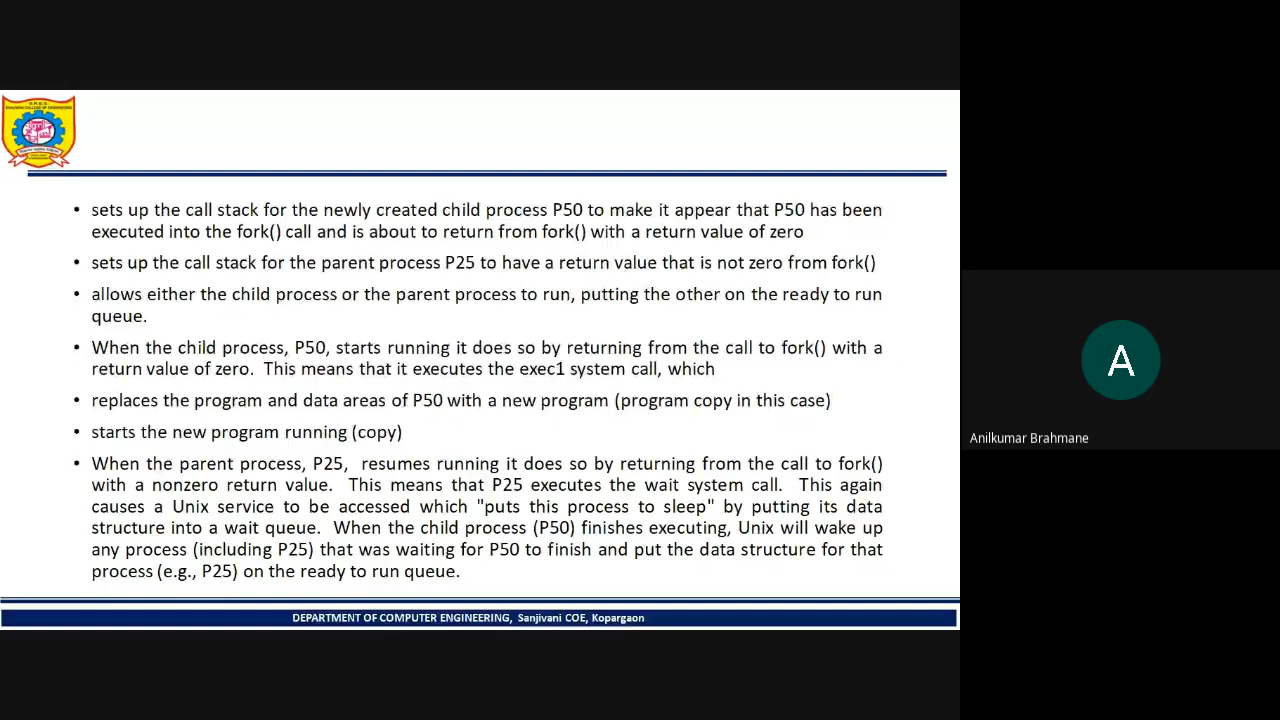 • sets up the call stack for the newly created child process P50 to make it appear that P50 has been
executed into the fork() call and is about to return from fork() with a return value of zero
• sets up the call stack for the parent process P25 to have a return value that is not zero from fork()
• allows either the child process or the parent process to run, putting the other on the ready to run
queue.
• When the child process, P50, starts running it does so by returning from the call to fork() with a
return value of zero. This means that it executes the exec1 system call, which
• replaces the program and data areas of P50 with a new program (program copy in this case)
• starts the new program running (copy)
• When the parent process, P25, resumes running it does so by returning from the call to fork()
with a nonzero return value. This means that P25 executes the wait system call. This again
causes a Unix service to be accessed which "puts this process to sleep" by putting its data
structure into a wait queue. When the child process (P50) finishes executing, Unix will wake up
any process (including P25) that was waiting for P50 to finish and put the data structure for that
process (e.g., P25) on the ready to run queue.
DEPARTMENT OF COMPUTER ENGINEERING, Sanjivani COE, Kopargaon
A
Anilkumar Brahmane